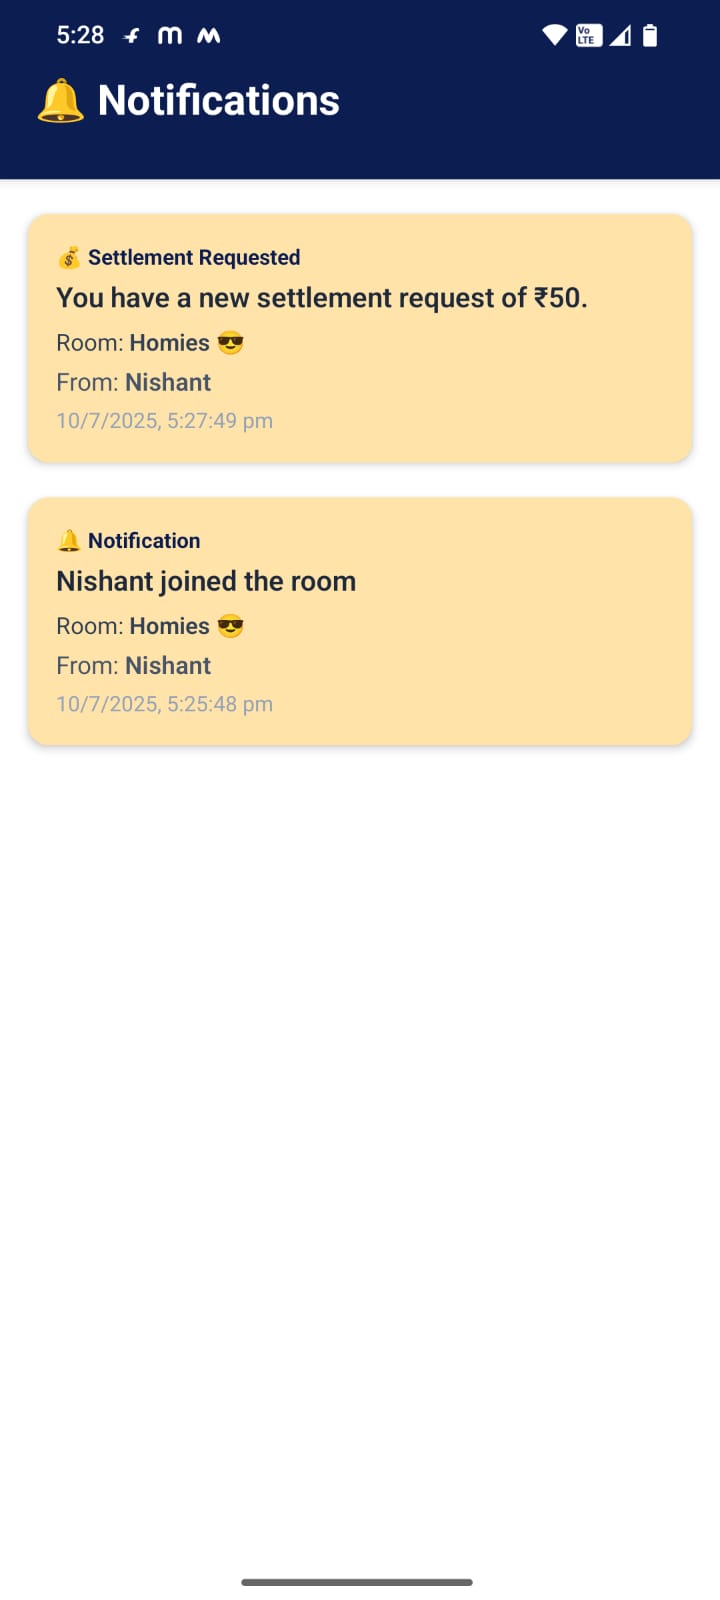 5:28
Vo
LTE
🔔 Notifications
💰 Settlement Requested
You have a new settlement request of ₹50.
Room: Homies 😎
From: Nishant
10/7/2025, 5:27:49 pm
🔔 Notification
Nishant joined the room
Room: Homies 😎
From: Nishant
10/7/2025, 5:25:48 pm